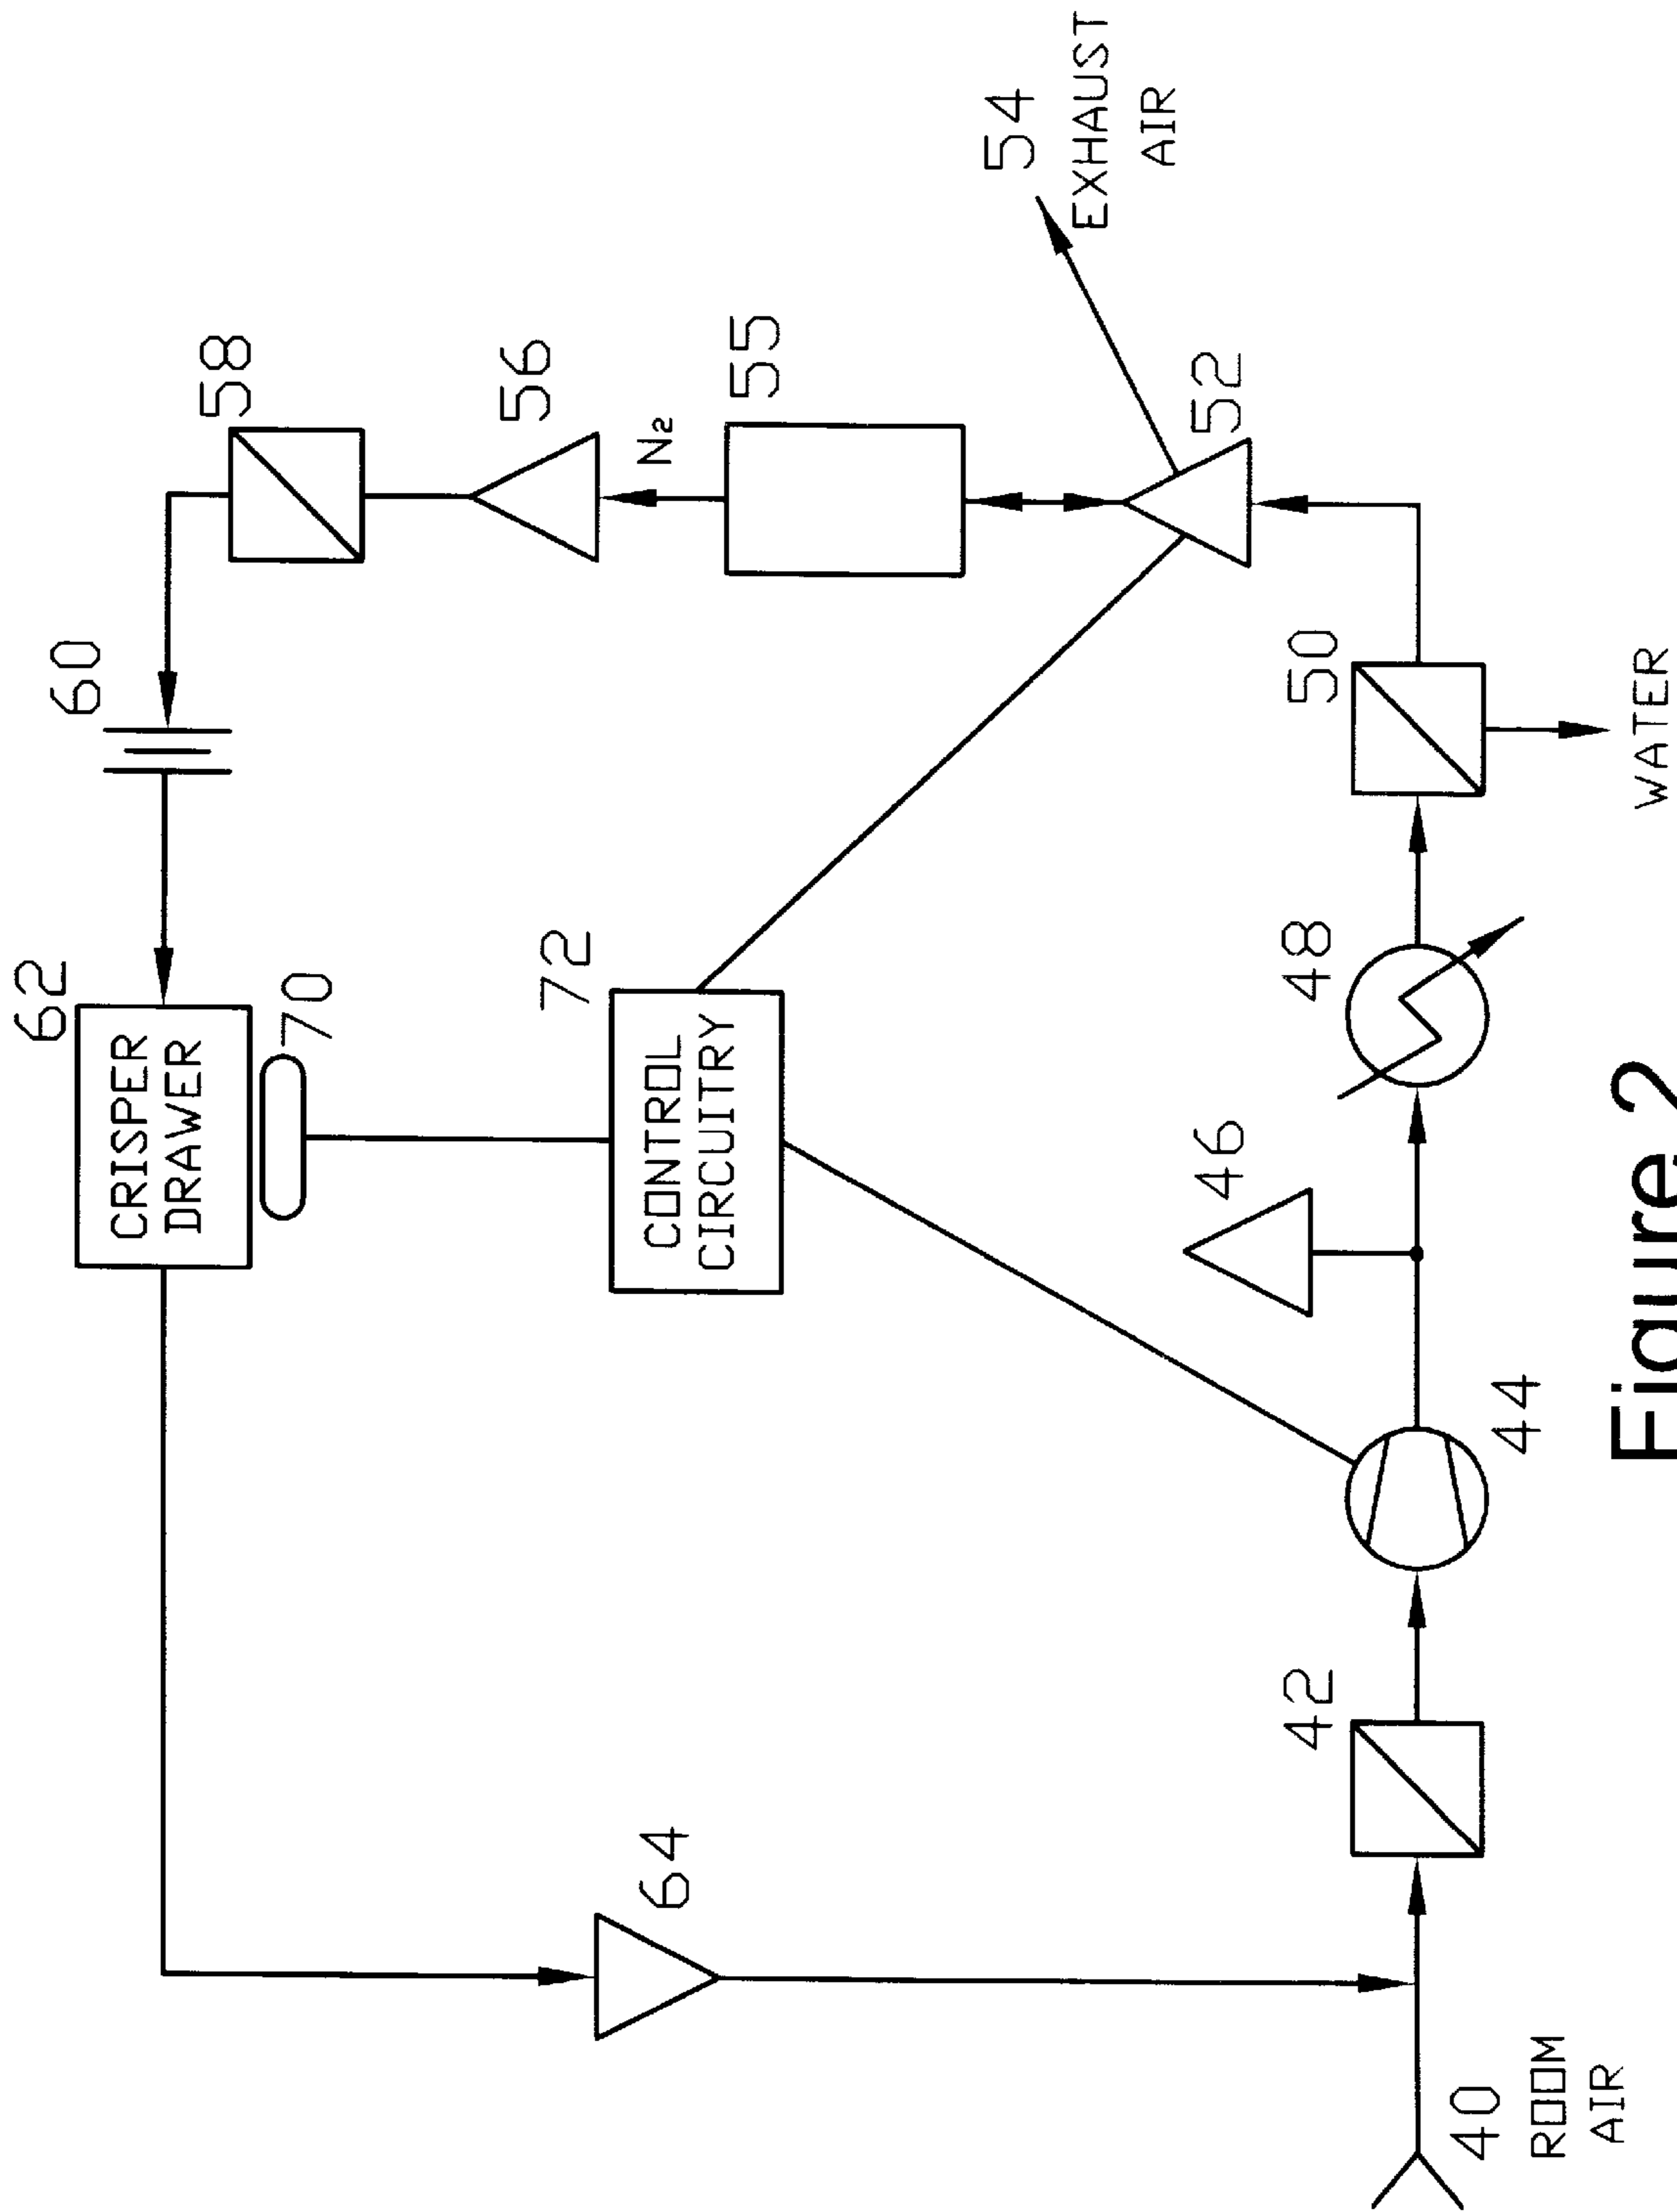 62
CRISPER
DRAWER
70
60
58
56
N₂
55
54
EXHAUST
AIR
52
72
CONTROL
CIRCUITRY
64
46
40
ROOM
AIR
42
44
48
50
WATER
Figure 2